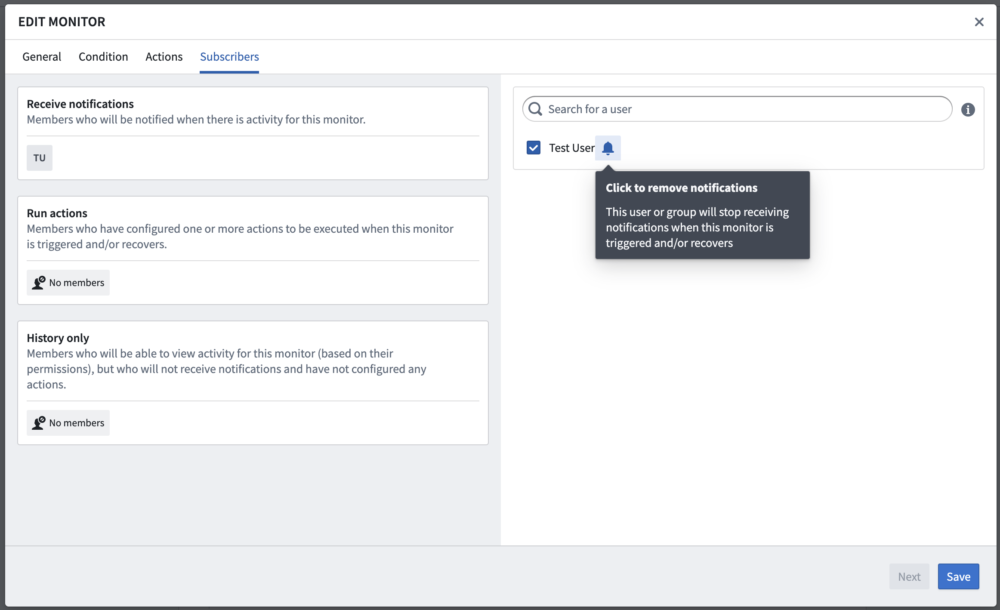 EDIT MONITOR
General
Condition
Actions
Subscribers
Receive notifications
Members who will be notified when there is activity for this monitor.
TU
Run actions
Members who have configured one or more actions to be executed when this monitor
is triggered and/or recovers.
No members
History only
Members who will be able to view activity for this monitor (based on their
permissions), but who will not receive notifications and have not configured any
actions.
No members
Search for a user
Test User
Click to remove notifications
This user or group will stop receiving
notifications when this monitor is
triggered and/or recovers
Next
Save